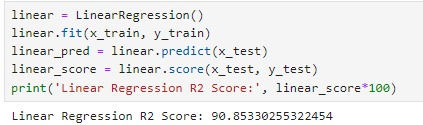 linear = LinearRegression()
linear.fit(x_train, y_train)
linear_pred = linear.predict(x_test)
linear_score = linear.score(x_test, y_test)
print('Linear Regression R2 Score:', linear_score*100)
Linear Regression R2 Score: 90.85330255322454